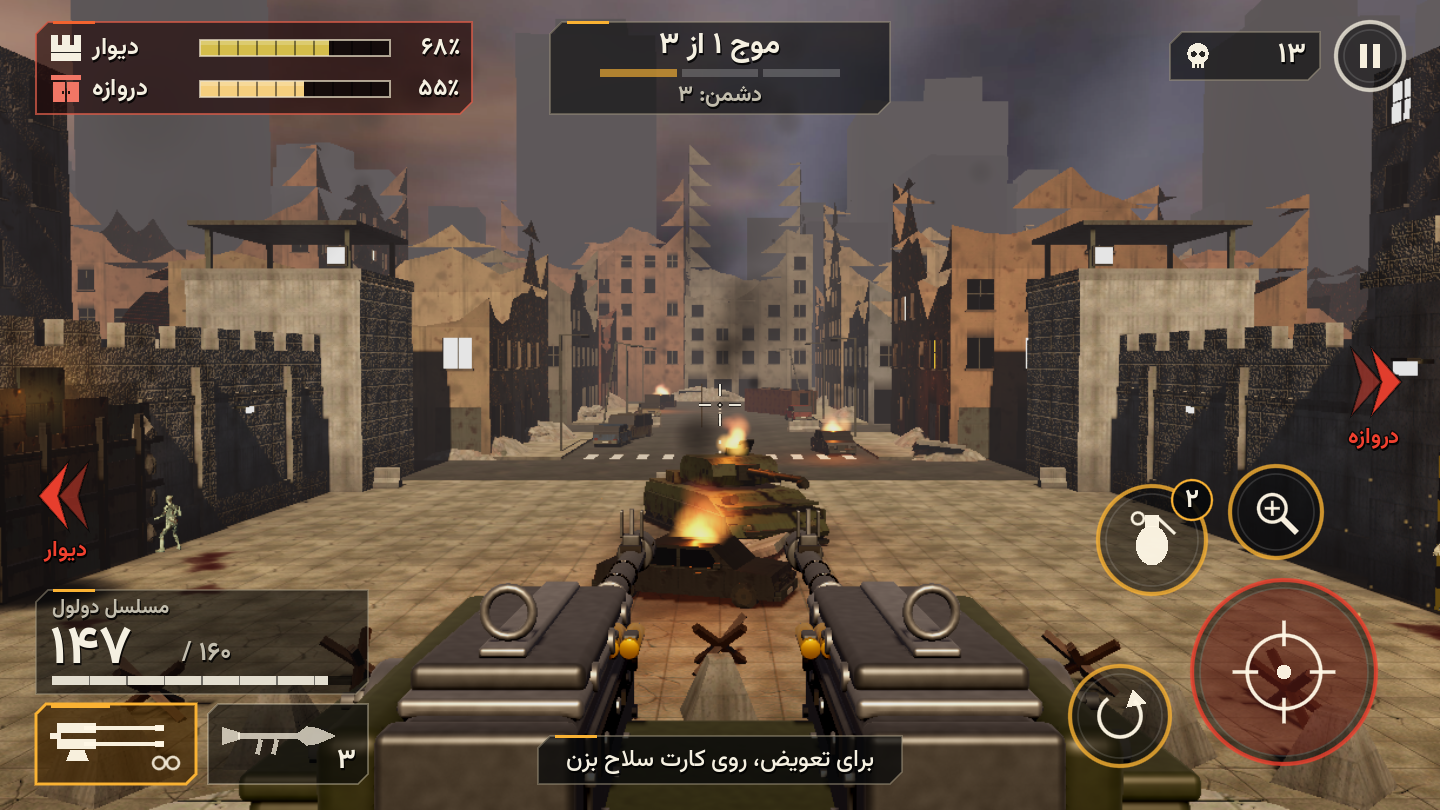 دیوار ۶۸٪
دروازه ۵۵٪
موج ۱ از ۳
دشمن: ۳
۱۳
دروازه
دیوار
۲
مسلسل دولول
۱۴۷ / ۱۶۰
∞
۳
برای تعویض، روی کارت سلاح بزن